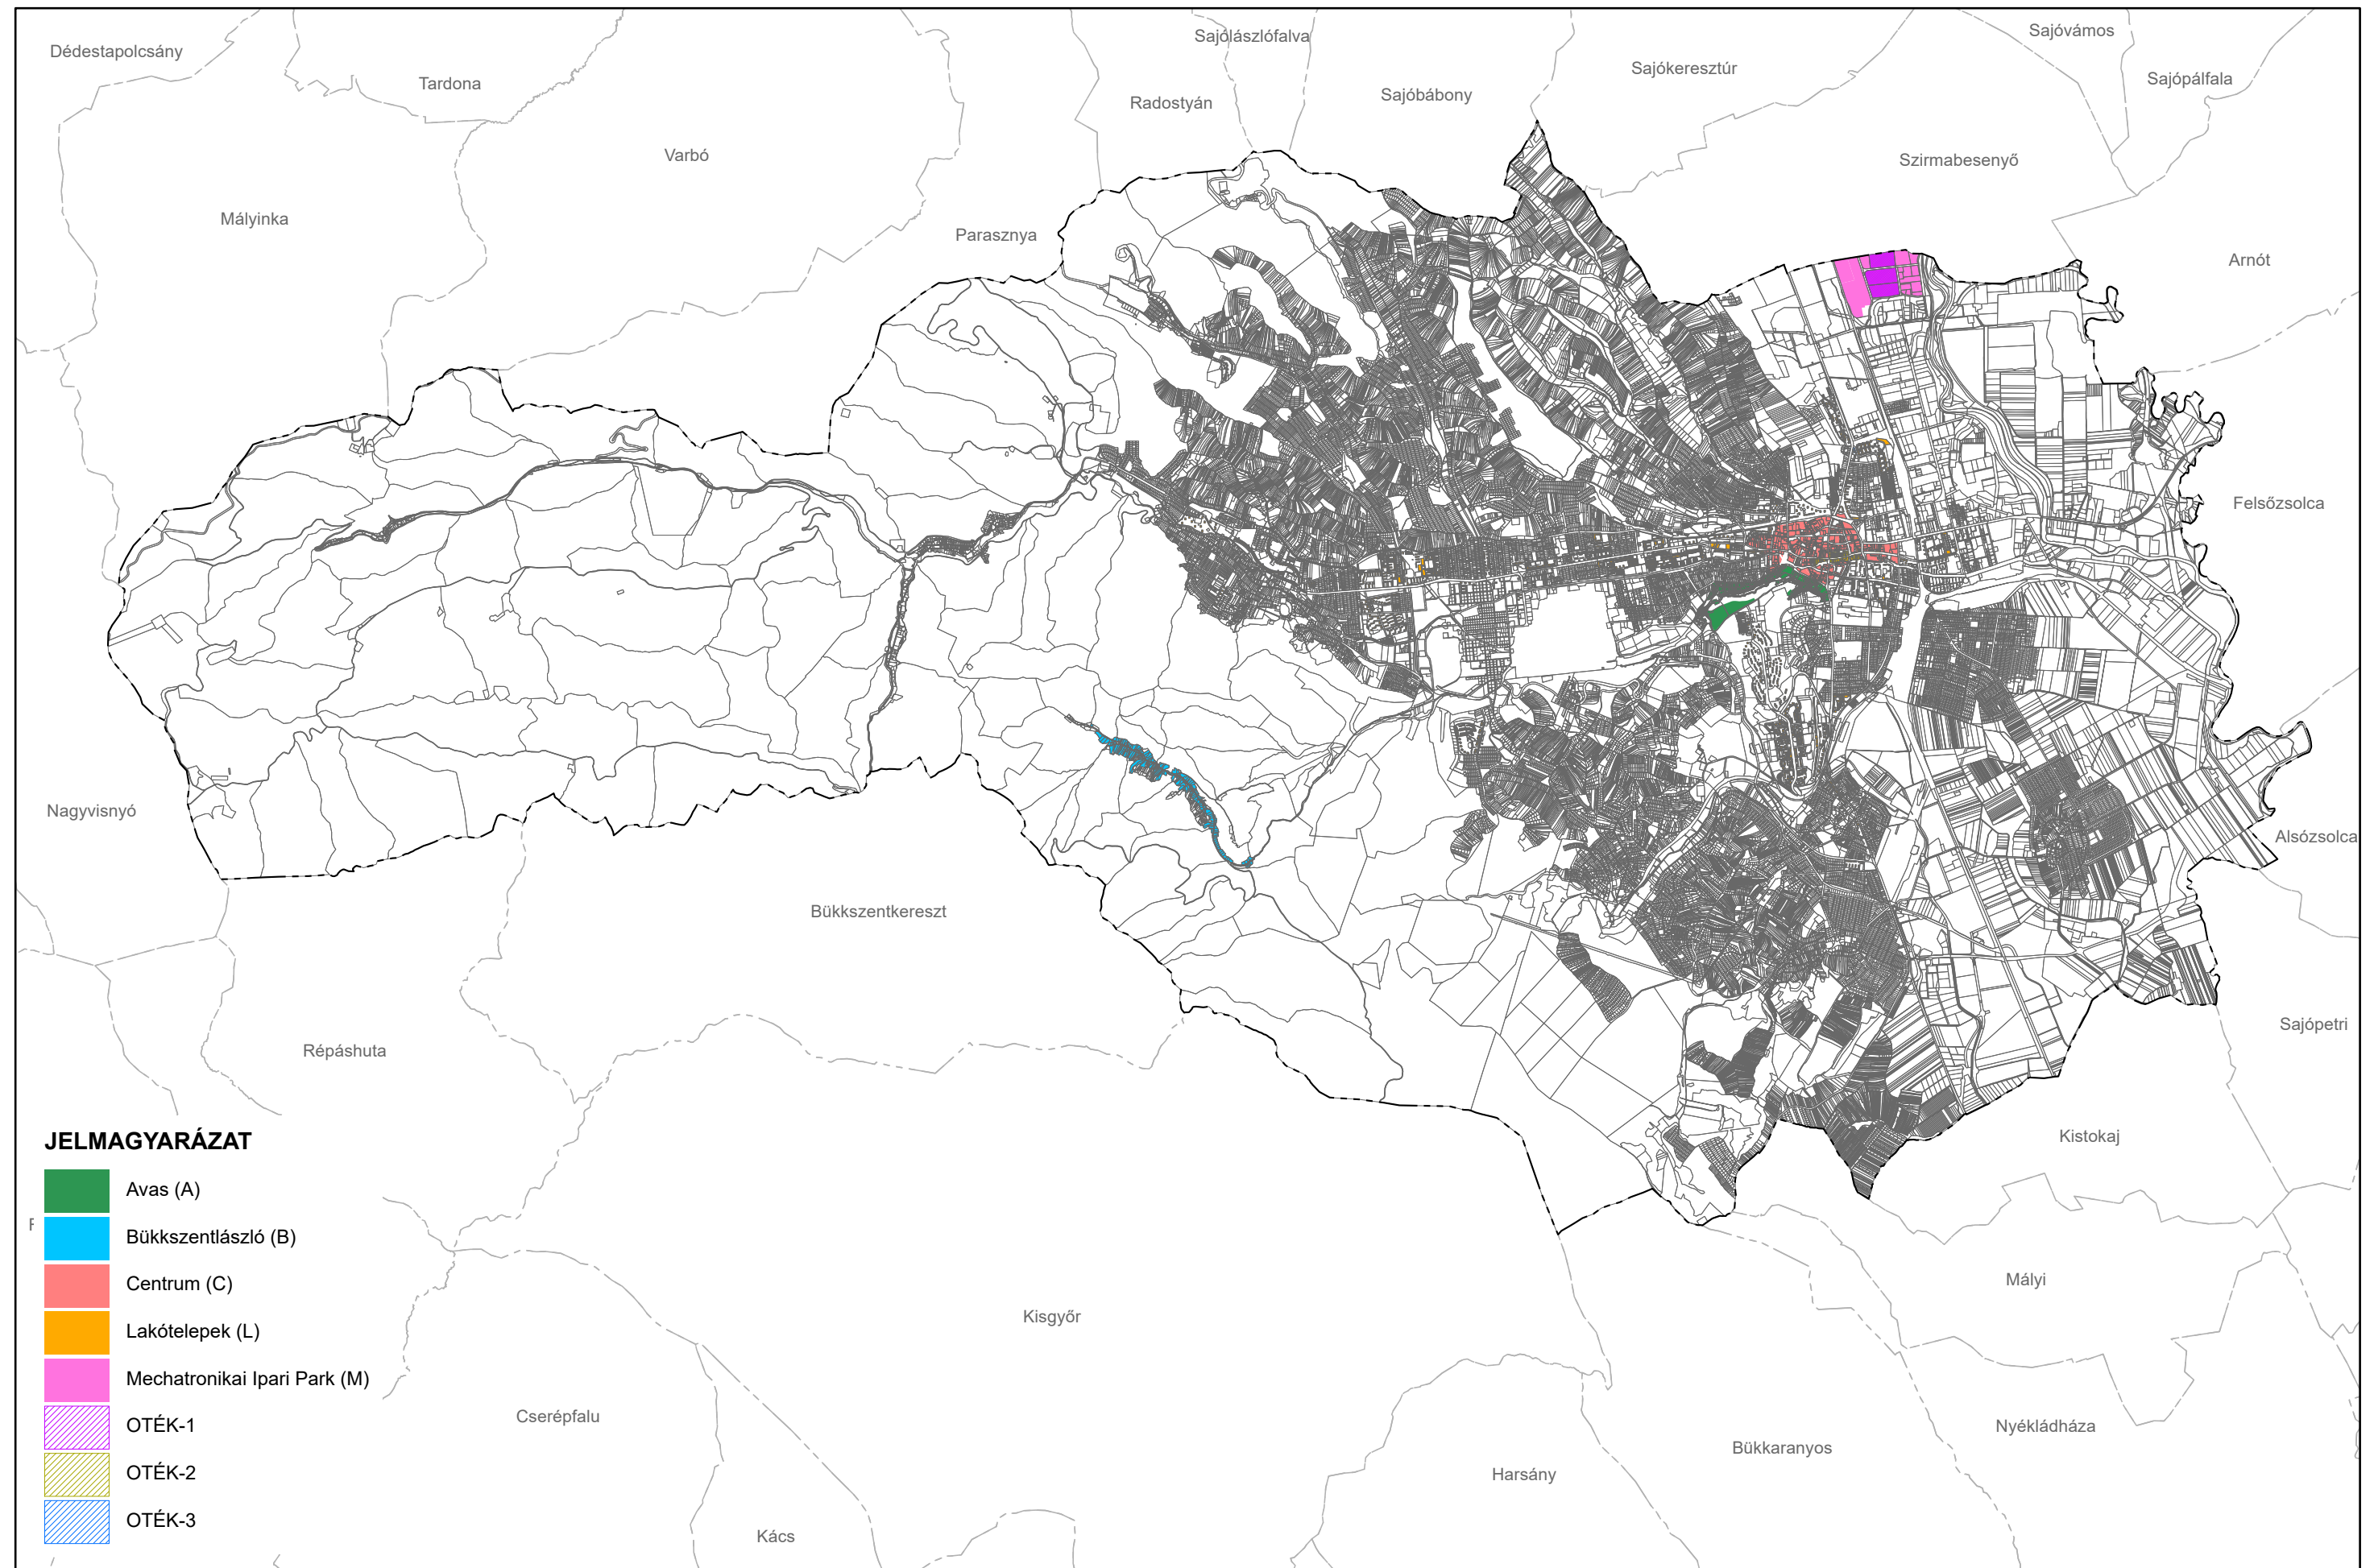 Sajólászlófalva
Sajóvámos
Dédestapolcsány
Sajókeresztúr
Sajópálfala
Tardona
Sajóbábony
Radostyán
Varbó
Szirmabesenyő
Mályinka
Parasznya
Arnót
Felsőzsolca
Nagyvisnyó
Alsózsolca
Bükkszentkereszt
Sajópetri
Répáshuta
Kistokaj
JELMAGYARÁZAT
Avas (A)
Bükkszentlászló (B)
Centrum (C)
Lakótelepek (L)
Mechatronikai Ipari Park (M)
OTÉK-1
OTÉK-2
OTÉK-3
Mályi
Kisgyőr
Cserépfalu
Nyékládháza
Bükkaranyos
Harsány
Kács